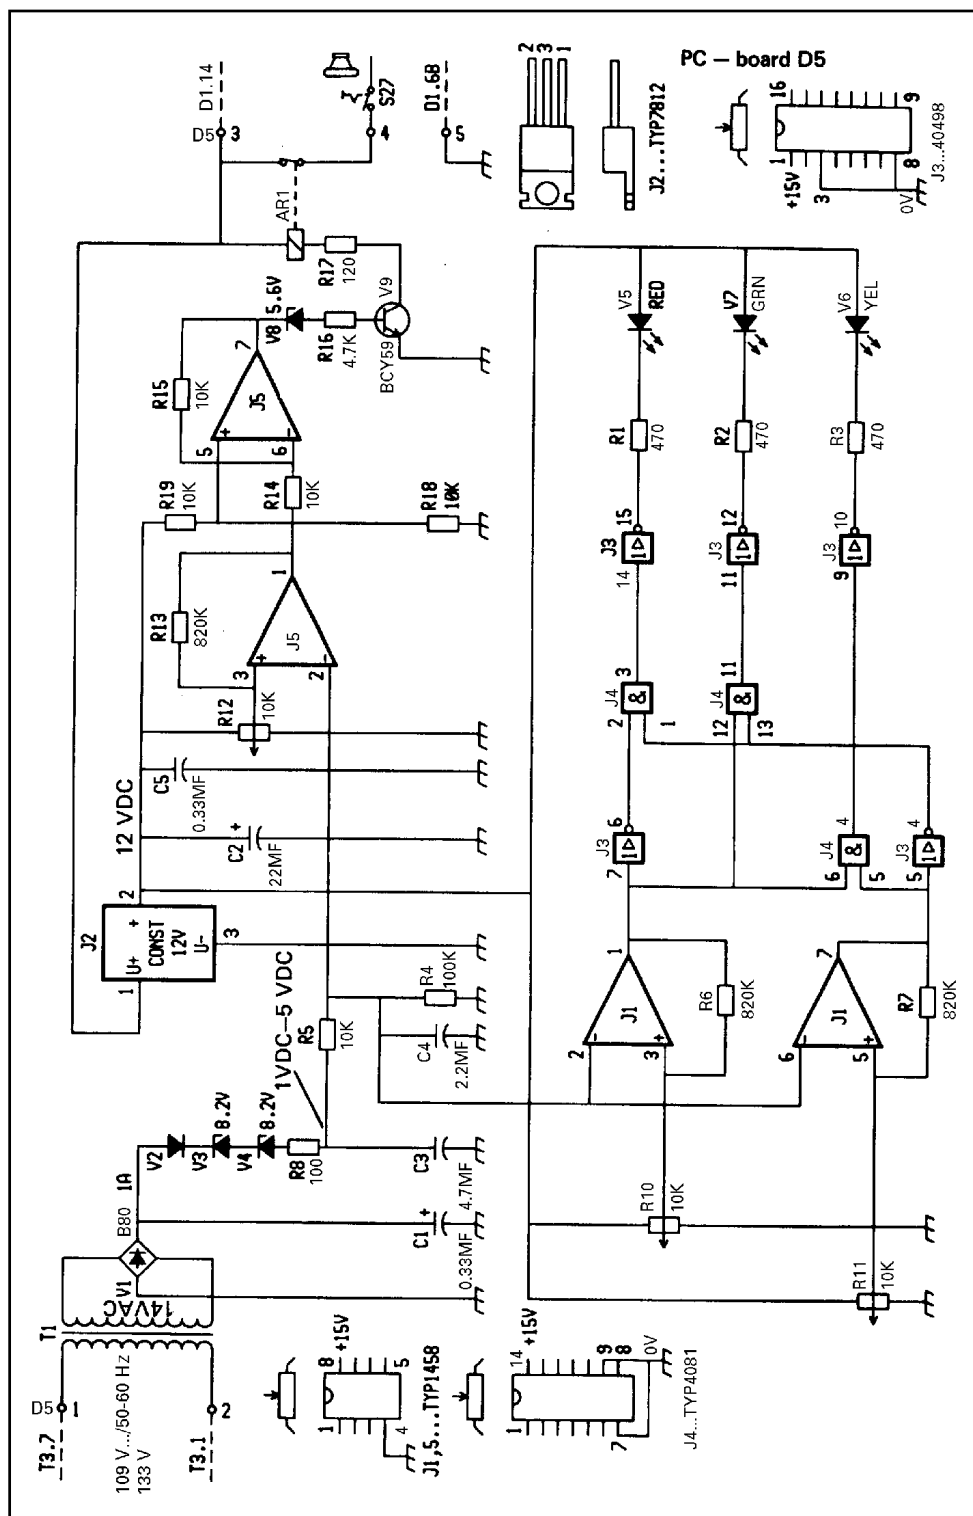 PC – board D5
D1.14
D5 3
S27
4
D1.6B
5
AR1
R17
120
V9
V8 5.6V
R16
4.7K
BCY59
R15
10K
7
J5
5
6
R19
10K
R14
10K
R18
10K
R13
820K
1
J5
3
2
R12
10K
C5
0.33MF
12 VDC
C2 +
22MF
J2
2
U+ +
CONST
12V
U-
1
3
1VDC–5 VDC
R5
10K
R4
100K
C4
2.2MF
V2
V3 8.2V
V4 8.2V
R8
100
C3
4.7MF
C1 +
0.33MF
B80 1A
V1
14VAC
T1
D5 1
2
T3.7
T3.1
109 V.../50-60 Hz
133 V
2
3
1
J2...TYP7812
16
9
1
8
+15V
3
0V
J3...40498
V5
RED
V7
GRN
V6
YEL
R1
470
R2
470
R3
470
J3
15
1
14
J3
12
1
11
J3
10
1
9
J4
3
&
2
1
J4
11
&
12
13
J3
6
1
7
J4
4
&
6
5
J3
4
1
5
1
J1
2
-
3
+
R6
820K
7
J1
6
-
5
+
R7
820K
R10
10K
R11
10K
8
+15V
1
5
4
J1,5...TYP1458
14
+15V
1
9
8
7
0V
J4...TYP4081